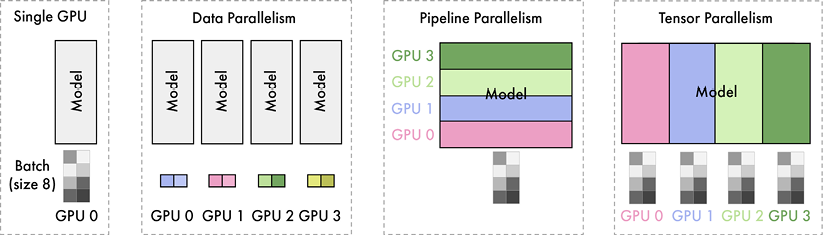 Single GPU
Model
Batch
(size 8)
GPU 0
Data Parallelism
Model
Model
Model
Model
GPU 0
GPU 1
GPU 2
GPU 3
Pipeline Parallelism
GPU 3
GPU 2
GPU 1
GPU 0
Model
Tensor Parallelism
Model
GPU 0
GPU 1
GPU 2
GPU 3